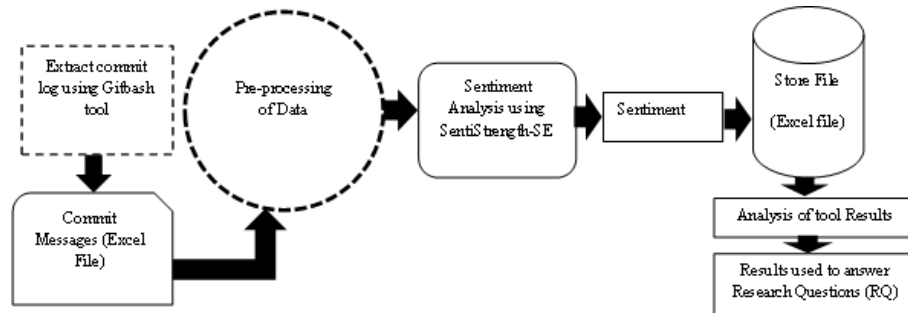 Extract commit
log using Gitbash
tool
Commit
Messages (Excel
File)
Pre-processing
of Data
Sentiment
Analysis using
SentiStrength-SE
Sentiment
Store File
(Excel file)
Analysis of tool Results
Results used to answer
Research Questions (RQ)